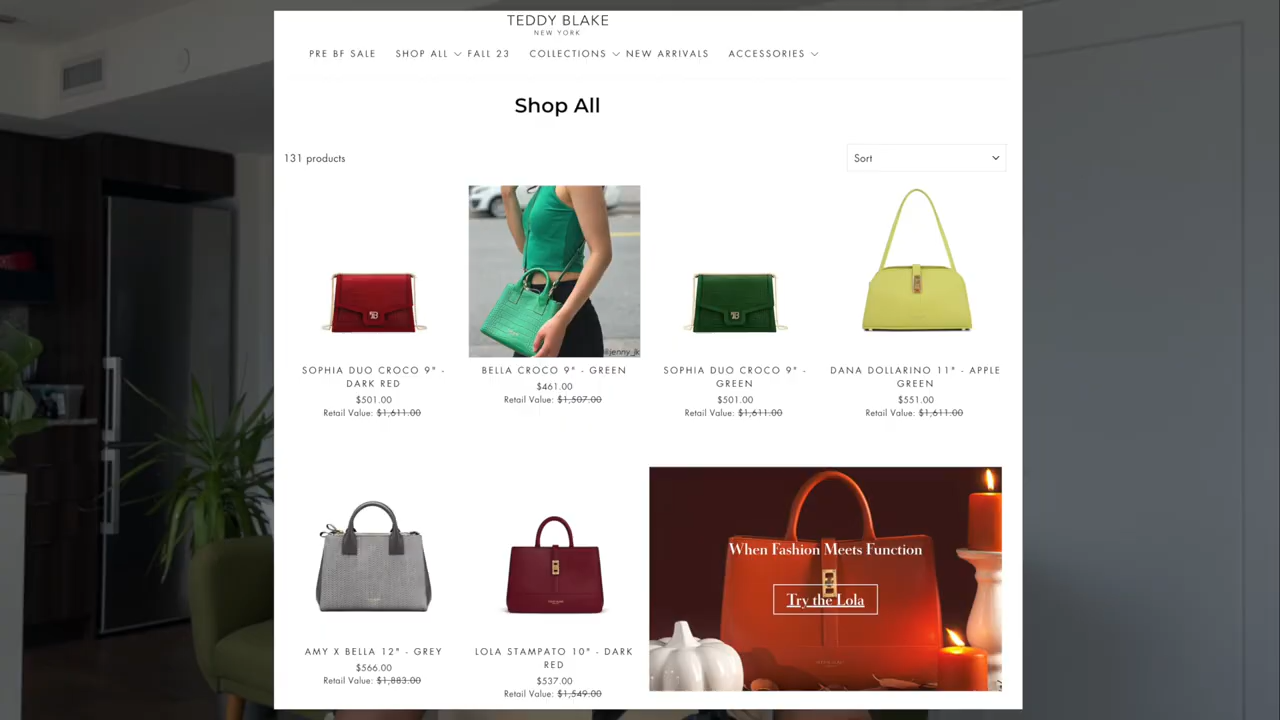 TEDDY BLAKE
NEW YORK
PRE BF SALE SHOP ALL FALL 23 COLLECTIONS NEW ARRIVALS ACCESSORIES
Shop All
131 products
Sort
@jenny_jk
SOPHIA DUO CROCO 9" -
DARK RED
$501.00
Retail Value: $1,611.00
BELLA CROCO 9" - GREEN
$461.00
Retail Value: $1,507.00
SOPHIA DUO CROCO 9" -
GREEN
$501.00
Retail Value: $1,611.00
DANA DOLLARINO 11" - APPLE
GREEN
$551.00
Retail Value: $1,611.00
AMY X BELLA 12" - GREY
$566.00
Retail Value: $1,883.00
LOLA STAMPATO 10" - DARK
RED
$537.00
Retail Value: $1,549.00
When Fashion Meets Function
Try the Lola